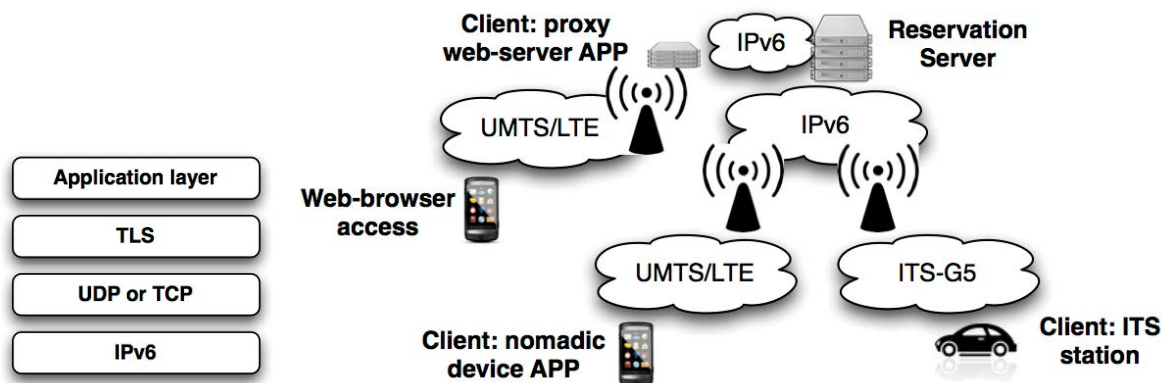 Application layer
TLS
UDP or TCP
IPv6
Client: proxy
web-server APP
IPv6
Reservation
Server
UMTS/LTE
IPv6
Web-browser
access
UMTS/LTE
ITS-G5
Client: nomadic
device APP
Client: ITS
station